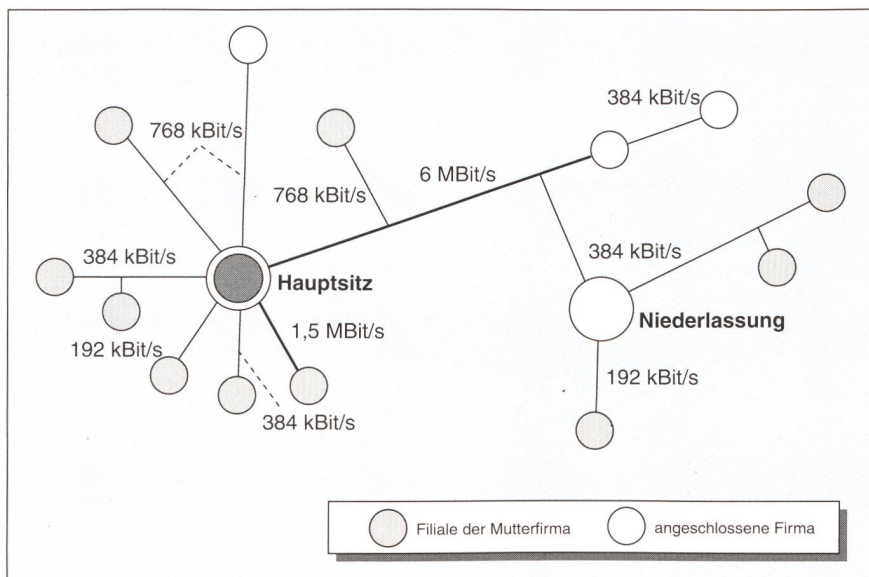 384 kBit/s
768 kBit/s
6 MBit/s
768 kBit/s
384 kBit/s
384 kBit/s
Hauptsitz
Niederlassung
1,5 MBit/s
192 kBit/s
192 kBit/s
384 kBit/s
Filiale der Mutterfirma
angeschlossene Firma